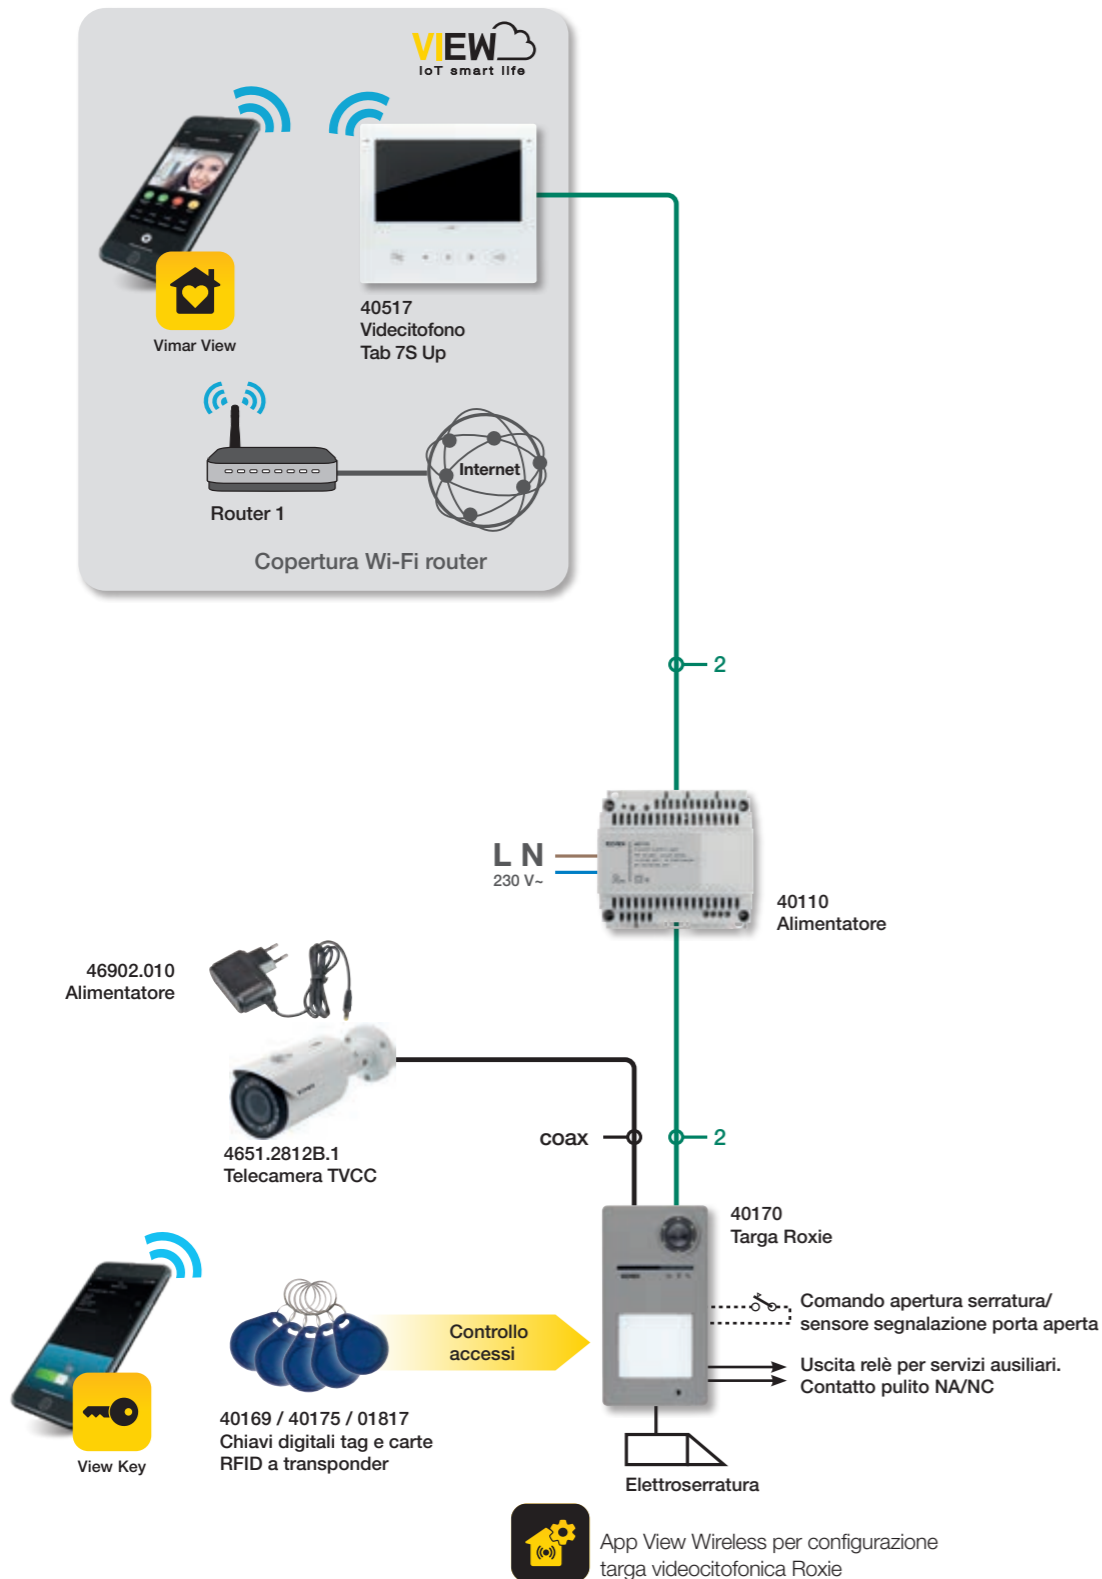 VIEW
IoT smart life
Vimar View
40517
Videcitofono
Tab 7S Up
Internet
Router 1
Copertura Wi-Fi router
2
L N
230 V~
40110
Alimentatore
46902.010
Alimentatore
4651.2812B.1
Telecamera TVCC
coax
2
40170
Targa Roxie
Controllo
accessi
Comando apertura serratura/
sensore segnalazione porta aperta
Uscita relè per servizi ausiliari.
Contatto pulito NA/NC
View Key
40169 / 40175 / 01817
Chiavi digitali tag e carte
RFID a transponder
Elettroserratura
App View Wireless per configurazione
targa videocitofonica Roxie